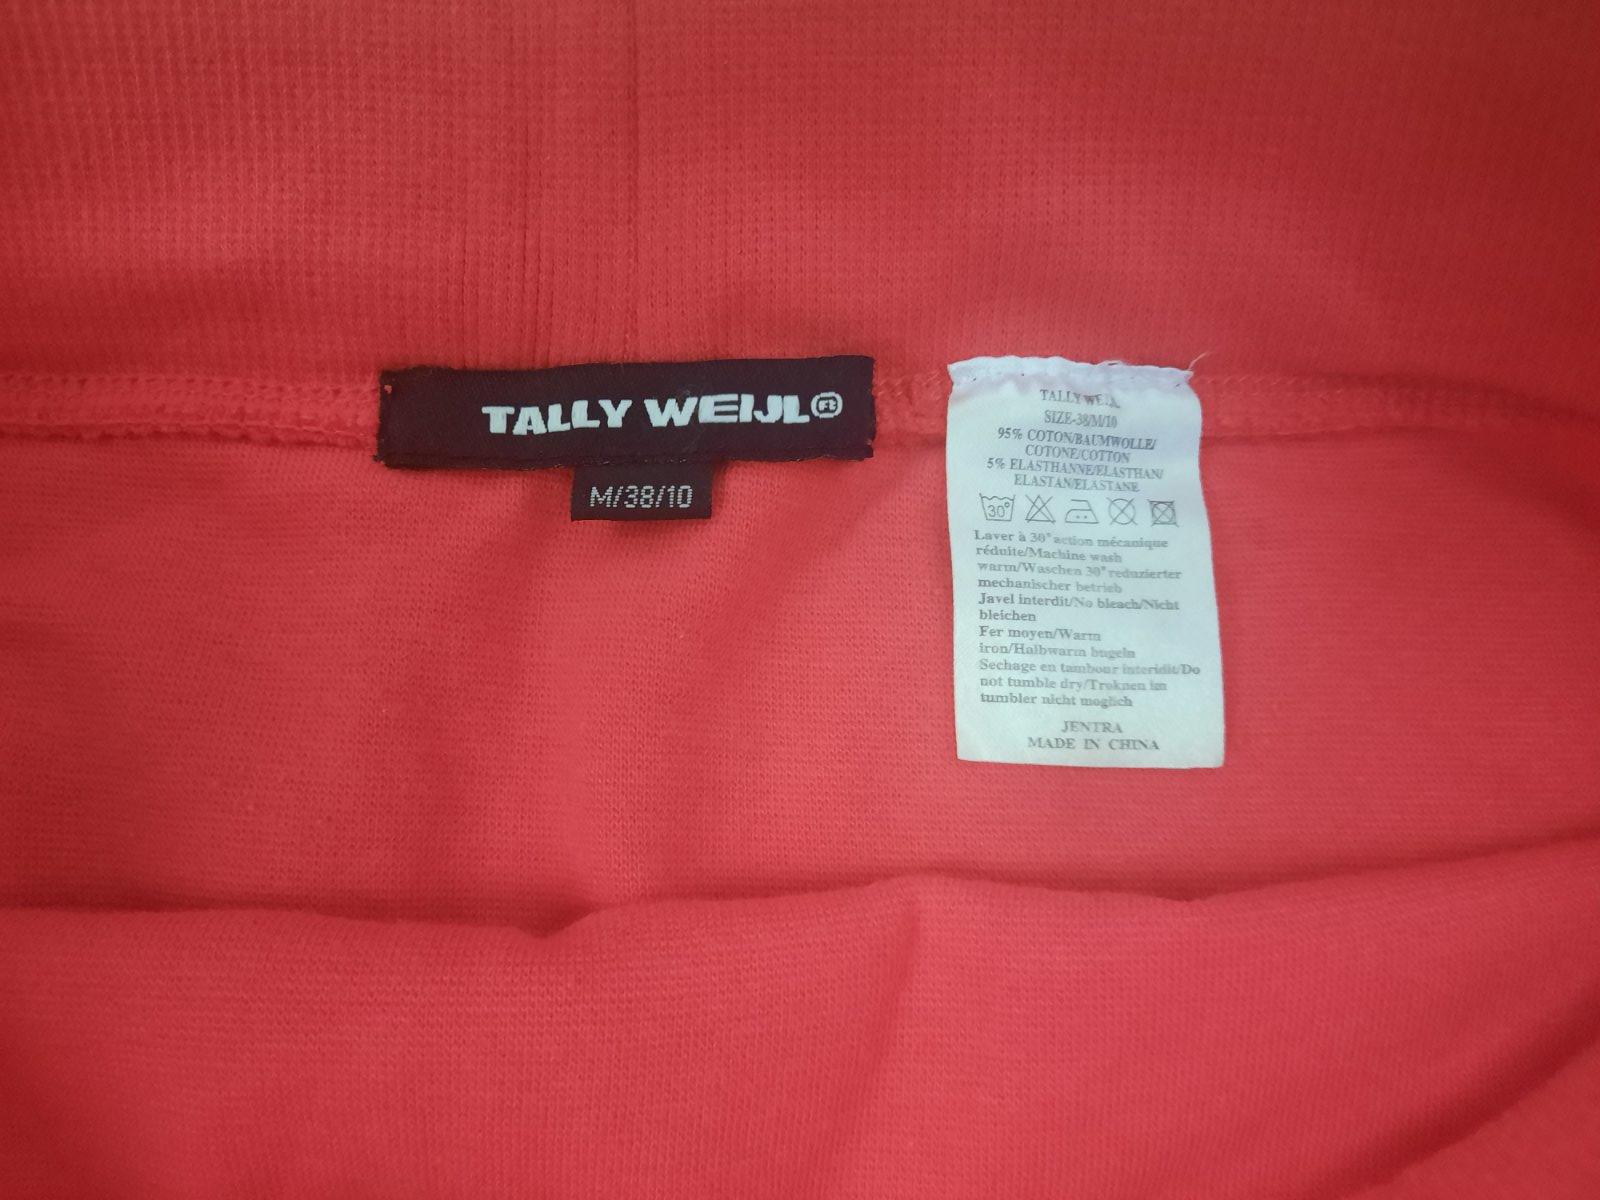 TALLY WEIJL®
M/38/10
TALLY WEIJL
SIZE-38/M/10
95% COTON/BAUMWOLLE/
COTONE/COTTON
5% ELASTHANNE/ELASTHAN/
ELASTAN/ELASTANE
30°
Laver à 30° action mécanique
réduite/Machine wash
warm/Waschen 30° reduzierter
mechanischer betrieb
Javel interdit/No bleach/Nicht
bleichen
Fer moyen/Warm
iron/Halbwarm bugeln
Sechage en tambour interidit/Do
not tumble dry/Troknen im
tumbler nicht moglich
JENTRA
MADE IN CHINA